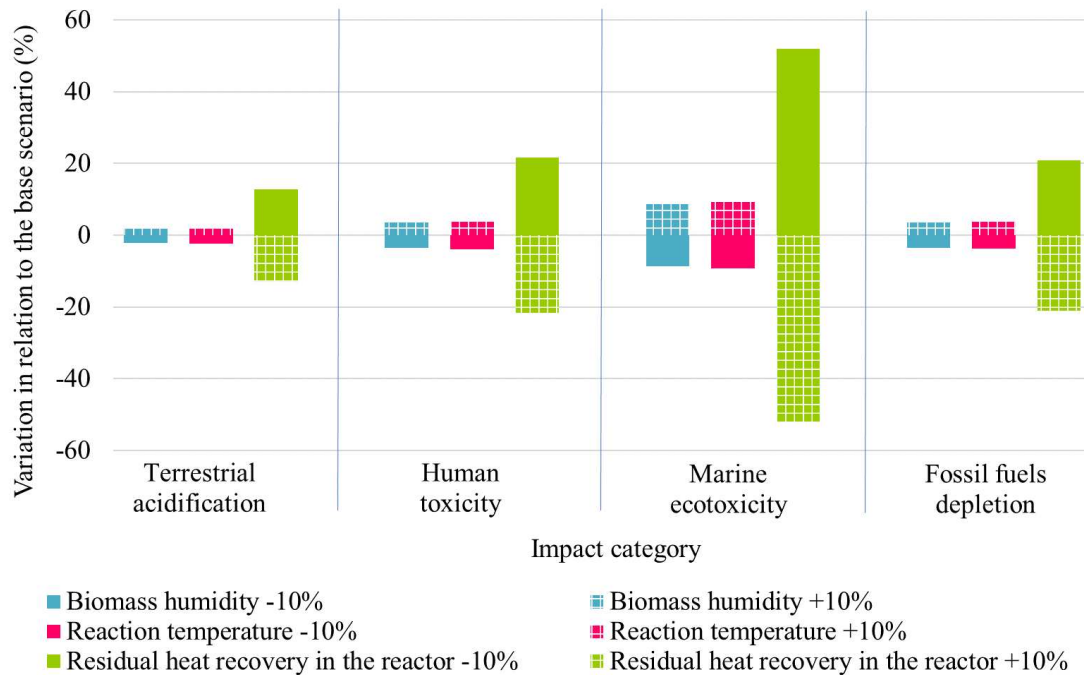 Variation in relation to the base scenario (%)
60
40
20
0
-20
-40
-60
Terrestrial
acidification
Human
toxicity
Marine
ecotoxicity
Fossil fuels
depletion
Impact category
Biomass humidity -10%
Biomass humidity +10%
Reaction temperature -10%
Reaction temperature +10%
Residual heat recovery in the reactor -10%
Residual heat recovery in the reactor +10%